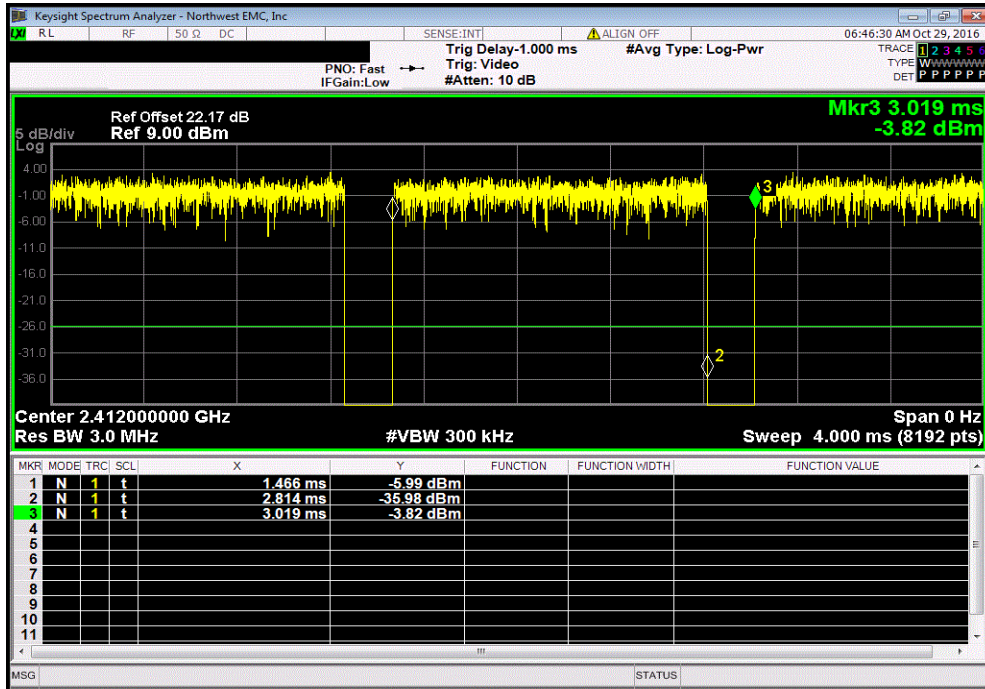 Keysight Spectrum Analyzer - Northwest EMC, Inc
LXI RL RF 50 Ω DC SENSE:INT ALIGN OFF 06:46:30 AM Oct 29, 2016
Trig Delay-1.000 ms #Avg Type: Log-Pwr TRACE 1 2 3 4 5 6
PNO: Fast Trig: Video TYPE WWWWWW
IFGain:Low #Atten: 10 dB DET P P P P P P
Mkr3 3.019 ms
Ref Offset 22.17 dB
5 dB/div Ref 9.00 dBm -3.82 dBm
Log
4.00
-1.00
-6.00
-11.0
-16.0
-21.0
-26.0
-31.0
-36.0
3
2
Center 2.412000000 GHz Span 0 Hz
Res BW 3.0 MHz #VBW 300 kHz Sweep 4.000 ms (8192 pts)
MKR MODE TRC SCL X Y FUNCTION FUNCTION WIDTH FUNCTION VALUE
1 N 1 t 1.466 ms -5.99 dBm
2 N 1 t 2.814 ms -35.98 dBm
3 N 1 t 3.019 ms -3.82 dBm
4
5
6
7
8
9
10
11
MSG STATUS